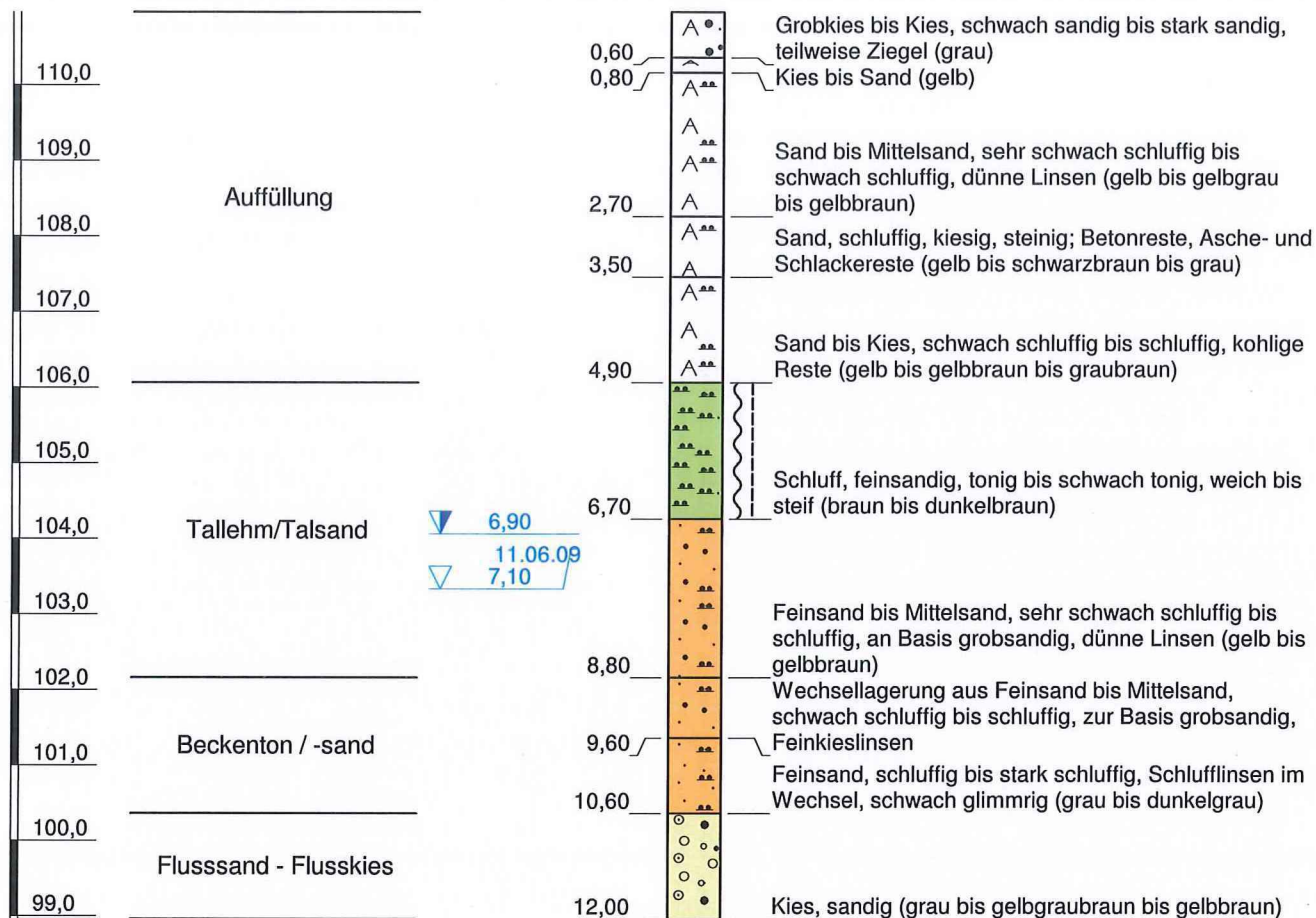 Grobkies bis Kies, schwach sandig bis stark sandig,
0,60 teilweise Ziegel (grau)
110,0 0,80 Kies bis Sand (gelb)
109,0
Sand bis Mittelsand, sehr schwach schluffig bis
schwach schluffig, dünne Linsen (gelb bis gelbgrau
Auffüllung
2,70 bis gelbbraun)
108,0
Sand, schluffig, kiesig, steinig; Betonreste, Asche- und
3,50 Schlackereste (gelb bis schwarzbraun bis grau)
107,0
Sand bis Kies, schwach schluffig bis schluffig, kohlige
106,0 4,90 Reste (gelb bis gelbbraun bis graubraun)
105,0
Schluff, feinsandig, tonig bis schwach tonig, weich bis
6,70 steif (braun bis dunkelbraun)
104,0 Tallehm/Talsand 6,90
11.06.09
7,10
103,0
Feinsand bis Mittelsand, sehr schwach schluffig bis
schluffig, an Basis grobsandig, dünne Linsen (gelb bis
8,80 gelbbraun)
102,0
Wechsellagerung aus Feinsand bis Mittelsand,
schwach schluffig bis schluffig, zur Basis grobsandig,
101,0 Beckenton / -sand 9,60 Feinkieslinsen
Feinsand, schluffig bis stark schluffig, Schlufflinsen im
10,60 Wechsel, schwach glimmrig (grau bis dunkelgrau)
100,0
Flusssand - Flusskies
99,0 12,00 Kies, sandig (grau bis gelbgraubraun bis gelbbraun)